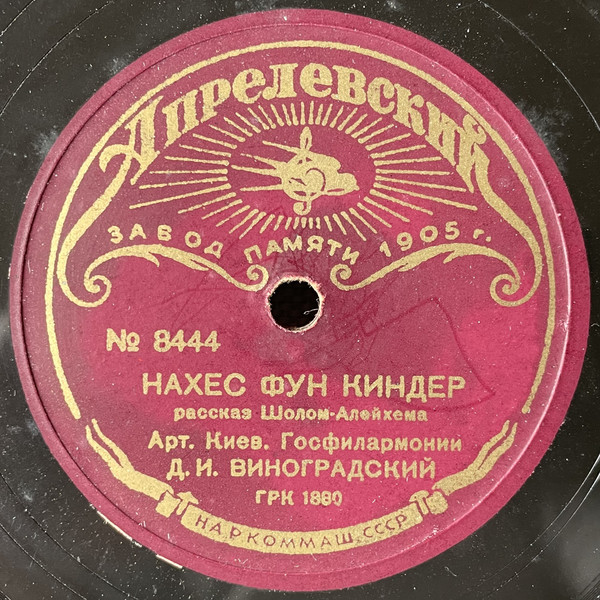 Апрелевский
ЗАВОД ПАМЯТИ 1905 г.
№ 8444
НАХЕС ФУН КИНДЕР
рассказ Шолом-Алейхема
Арт. Киев. Госфилармонии
Д. И. ВИНОГРАДСКИЙ
ГРК 1880
НАРКОММАШ.СССР